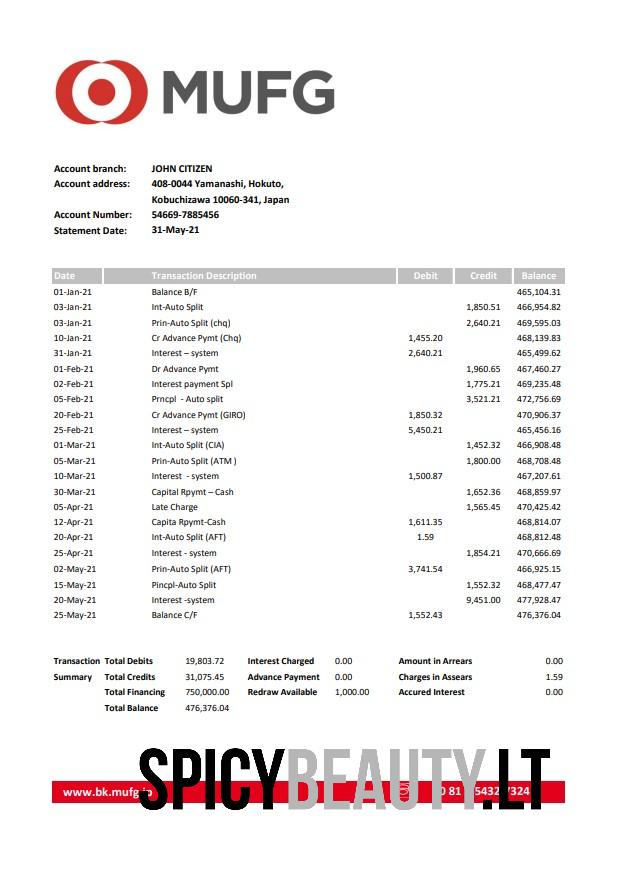 MUFG
Account branch: JOHN CITIZEN
Account address: 408-0044 Yamanashi, Hokuto,
Kobuchizawa 10060-341, Japan
Account Number: 54669-7885456
Statement Date: 31-May-21
Date Transaction Description Debit Credit Balance
01-Jan-21 Balance B/F 465,104.31
03-Jan-21 Int-Auto Split 1,850.51 466,954.82
03-Jan-21 Prin-Auto Split (chq) 2,640.21 469,595.03
10-Jan-21 Cr Advance Pymt (Chq) 1,455.20 468,139.83
31-Jan-21 Interest – system 2,640.21 465,499.62
01-Feb-21 Dr Advance Pymt 1,960.65 467,460.27
02-Feb-21 Interest payment Spl 1,775.21 469,235.48
05-Feb-21 Prncpl - Auto split 3,521.21 472,756.69
20-Feb-21 Cr Advance Pymt (GIRO) 1,850.32 470,906.37
25-Feb-21 Interest – system 5,450.21 465,456.16
01-Mar-21 Int-Auto Split (CIA) 1,452.32 466,908.48
05-Mar-21 Prin-Auto Split (ATM ) 1,800.00 468,708.48
10-Mar-21 Interest - system 1,500.87 467,207.61
30-Mar-21 Capital Rpymt – Cash 1,652.36 468,859.97
05-Apr-21 Late Charge 1,565.45 470,425.42
12-Apr-21 Capita Rpymt-Cash 1,611.35 468,814.07
20-Apr-21 Int-Auto Split (AFT) 1.59 468,812.48
25-Apr-21 Interest - system 1,854.21 470,666.69
02-May-21 Prin-Auto Split (AFT) 3,741.54 466,925.15
15-May-21 Pincpl-Auto Split 1,552.32 468,477.47
20-May-21 Interest -system 9,451.00 477,928.47
25-May-21 Balance C/F 1,552.43 476,376.04
Transaction Total Debits 19,803.72 Interest Charged 0.00 Amount in Arrears 0.00
Summary Total Credits 31,075.45 Advance Payment 0.00 Charges in Assears 1.59
Total Financing 750,000.00 Redraw Available 1,000.00 Accured Interest 0.00
Total Balance 476,376.04
SPICYBEAUTY.LT
www.bk.mufg.jp